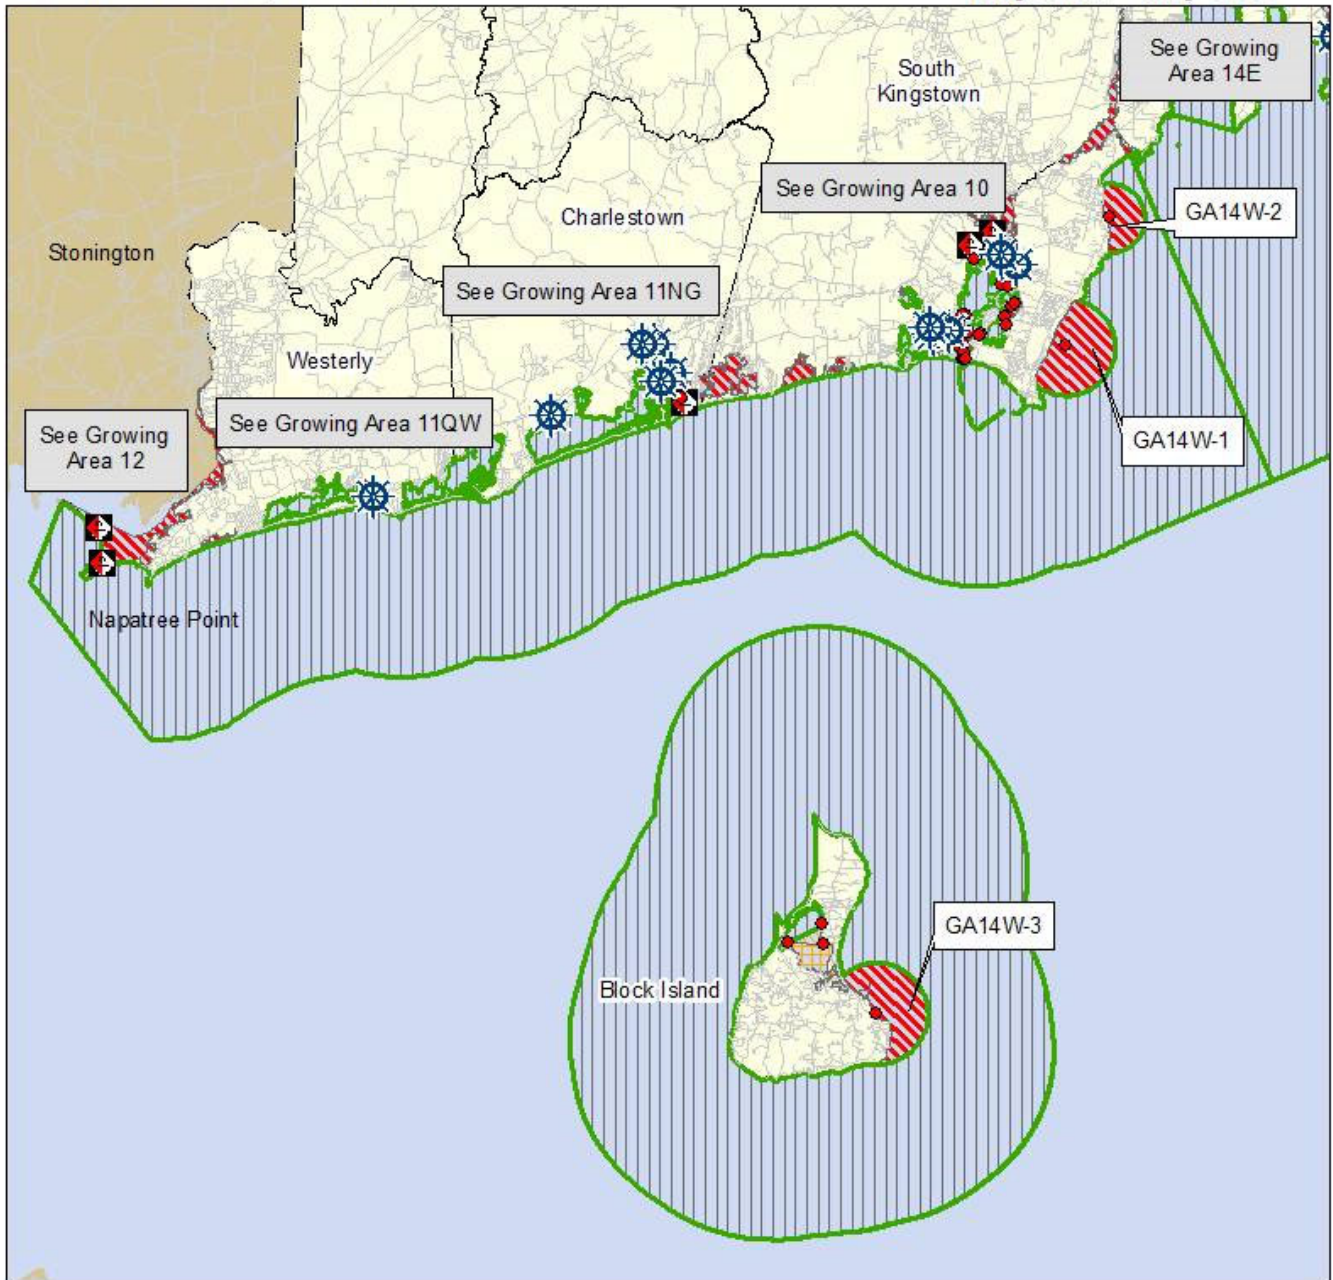 See Growing
Area 14E
South
Kingstown
See Growing Area 10
GA14W-2
Charlestown
Stonington
See Growing Area 11NG
Westerly
See Growing Area 11QW
See Growing
Area 12
GA14W-1
Napatree Point
GA14W-3
Block Island